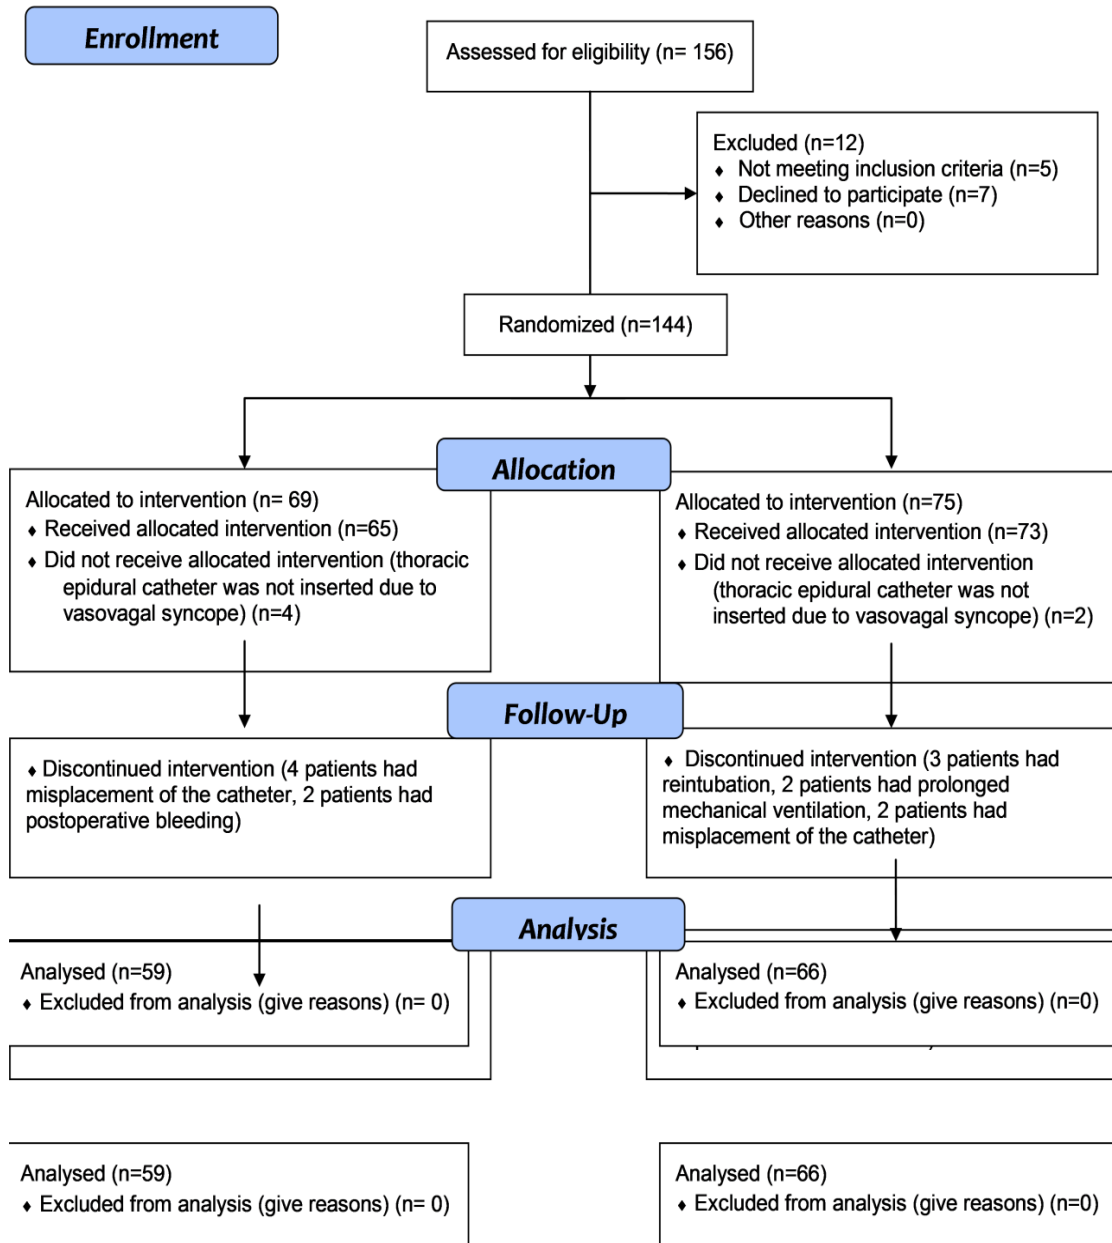 Enrollment
Assessed for eligibility (n= 156)
Excluded (n=12)
♦ Not meeting inclusion criteria (n=5)
♦ Declined to participate (n=7)
♦ Other reasons (n=0)
Randomized (n=144)
Allocation
Allocated to intervention (n= 69)
♦ Received allocated intervention (n=65)
♦ Did not receive allocated intervention (thoracic
epidural catheter was not inserted due to
vasovagal syncope) (n=4)
Allocated to intervention (n=75)
♦ Received allocated intervention (n=73)
♦ Did not receive allocated intervention
(thoracic epidural catheter was not
inserted due to vasovagal syncope) (n=2)
Follow-Up
♦ Discontinued intervention (4 patients had
misplacement of the catheter, 2 patients had
postoperative bleeding)
♦ Discontinued intervention (3 patients had
reintubation, 2 patients had prolonged
mechanical ventilation, 2 patients had
misplacement of the catheter)
Analysis
Analysed (n=59)
♦ Excluded from analysis (give reasons) (n= 0)
Analysed (n=66)
♦ Excluded from analysis (give reasons) (n=0)
Analysed (n=59)
♦ Excluded from analysis (give reasons) (n= 0)
Analysed (n=66)
♦ Excluded from analysis (give reasons) (n=0)